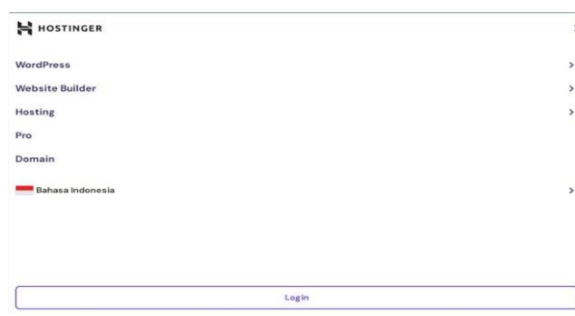 HOSTINGER
WordPress
Website Builder
Hosting
Pro
Domain
Bahasa Indonesia
Login